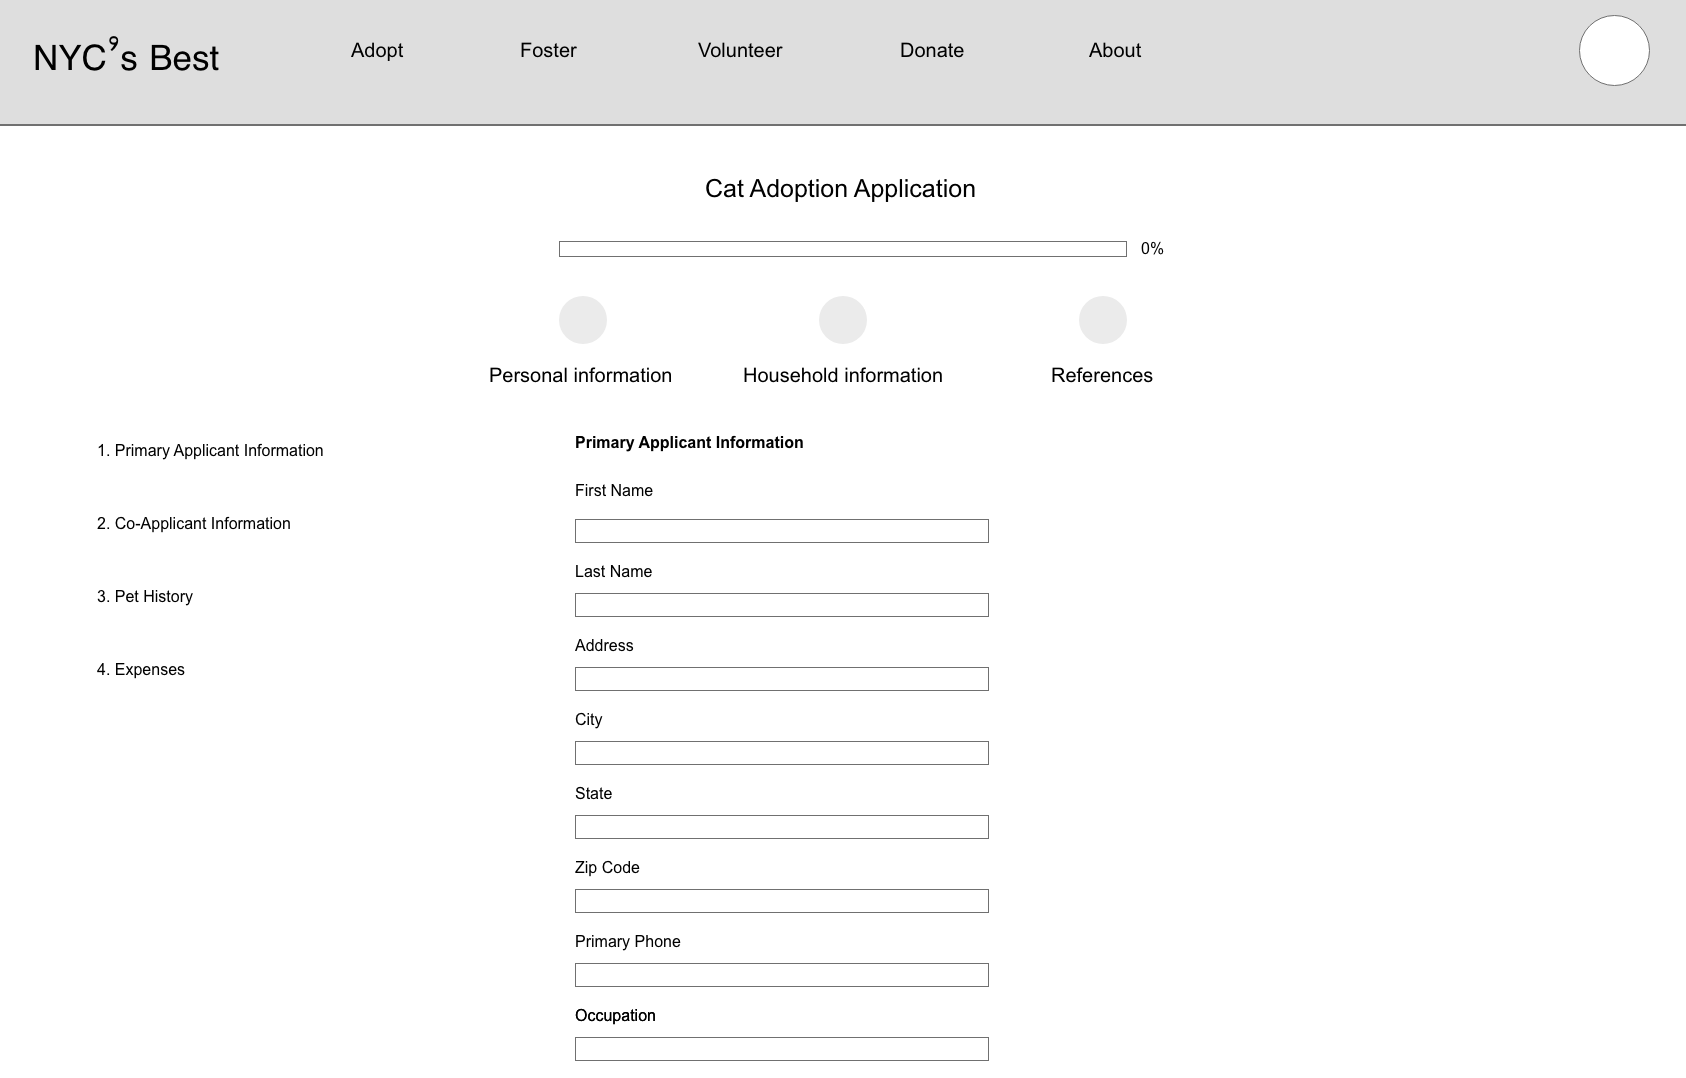 NYC's Best
Adopt
Foster
Volunteer
Donate
About
Cat Adoption Application
0%
Personal information
Household information
References
1. Primary Applicant Information
2. Co-Applicant Information
3. Pet History
4. Expenses
Primary Applicant Information
First Name
Last Name
Address
City
State
Zip Code
Primary Phone
Occupation